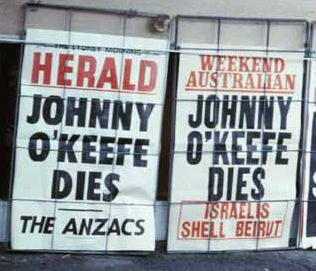 THE SYDNEY MORNING
HERALD
JOHNNY
O'KEEFE
DIES
THE ANZACS
WEEKEND
AUSTRALIAN
JOHNNY
O'KEEFE
DIES
ISRAELIS
SHELL BEIRUT